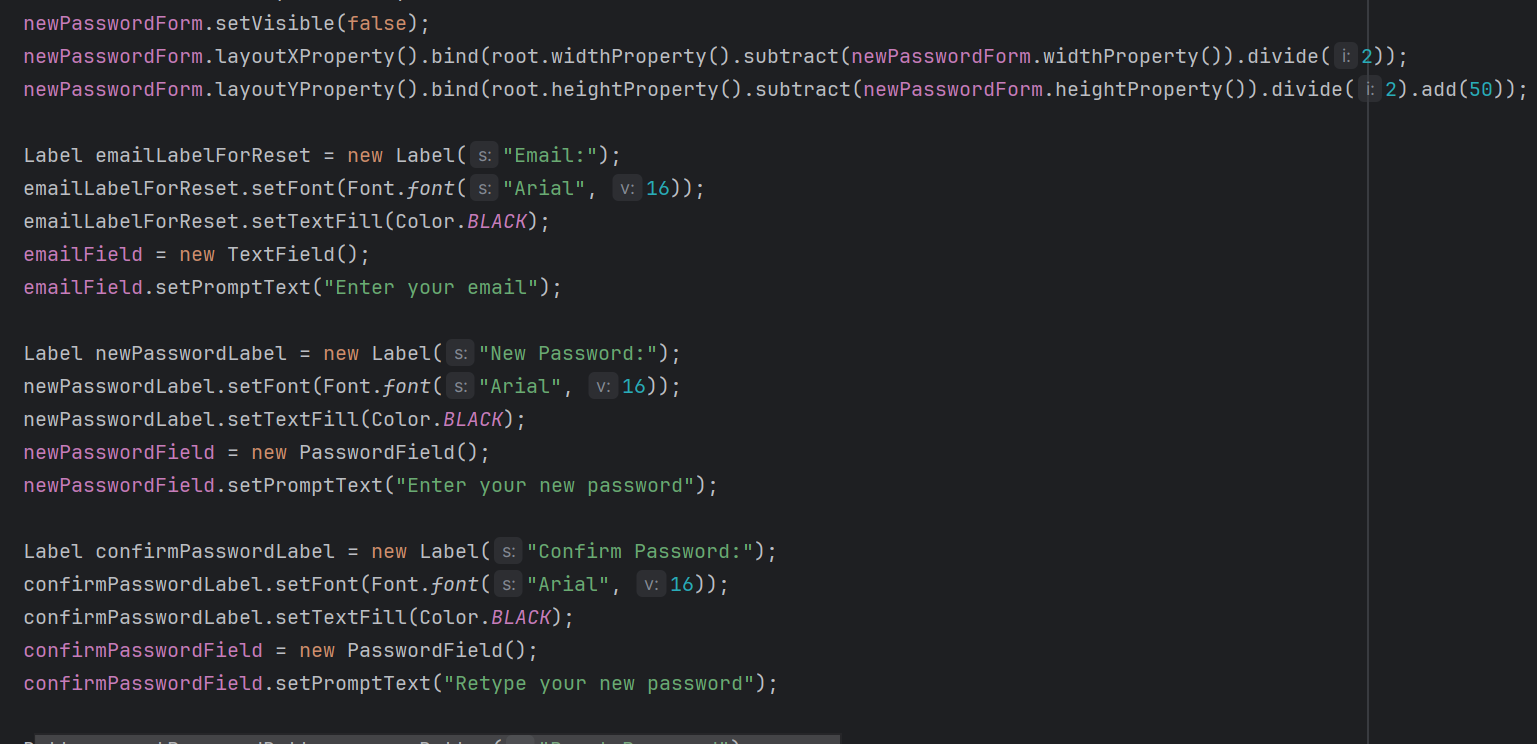 newPasswordForm.setVisible(false);
newPasswordForm.layoutXProperty().bind(root.widthProperty().subtract(newPasswordForm.widthProperty()).divide( i: 2));
newPasswordForm.layoutYProperty().bind(root.heightProperty().subtract(newPasswordForm.heightProperty()).divide( i: 2).add(50));
Label emailLabelForReset = new Label( s: "Email:");
emailLabelForReset.setFont(Font.font( s: "Arial", v: 16));
emailLabelForReset.setTextFill(Color.BLACK);
emailField = new TextField();
emailField.setPromptText("Enter your email");
Label newPasswordLabel = new Label( s: "New Password:");
newPasswordLabel.setFont(Font.font( s: "Arial", v: 16));
newPasswordLabel.setTextFill(Color.BLACK);
newPasswordField = new PasswordField();
newPasswordField.setPromptText("Enter your new password");
Label confirmPasswordLabel = new Label( s: "Confirm Password:");
confirmPasswordLabel.setFont(Font.font( s: "Arial", v: 16));
confirmPasswordLabel.setTextFill(Color.BLACK);
confirmPasswordField = new PasswordField();
confirmPasswordField.setPromptText("Retype your new password");